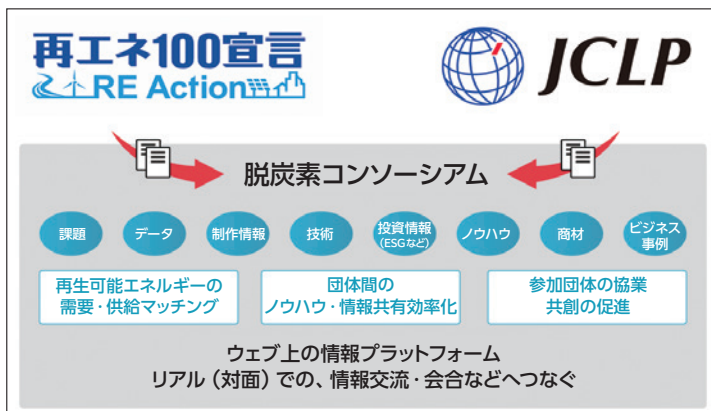 再エネ100宣言
RE Action
JCLP
脱炭素コンソーシアム
課題
データ
制作情報
技術
投資情報
(ESGなど)
ノウハウ
商材
ビジネス
事例
再生可能エネルギーの
需要・供給マッチング
団体間の
ノウハウ・情報共有効率化
参加団体の協業
共創の促進
ウェブ上の情報プラットフォーム
リアル(対面)での、情報交流・会合などへつなぐ